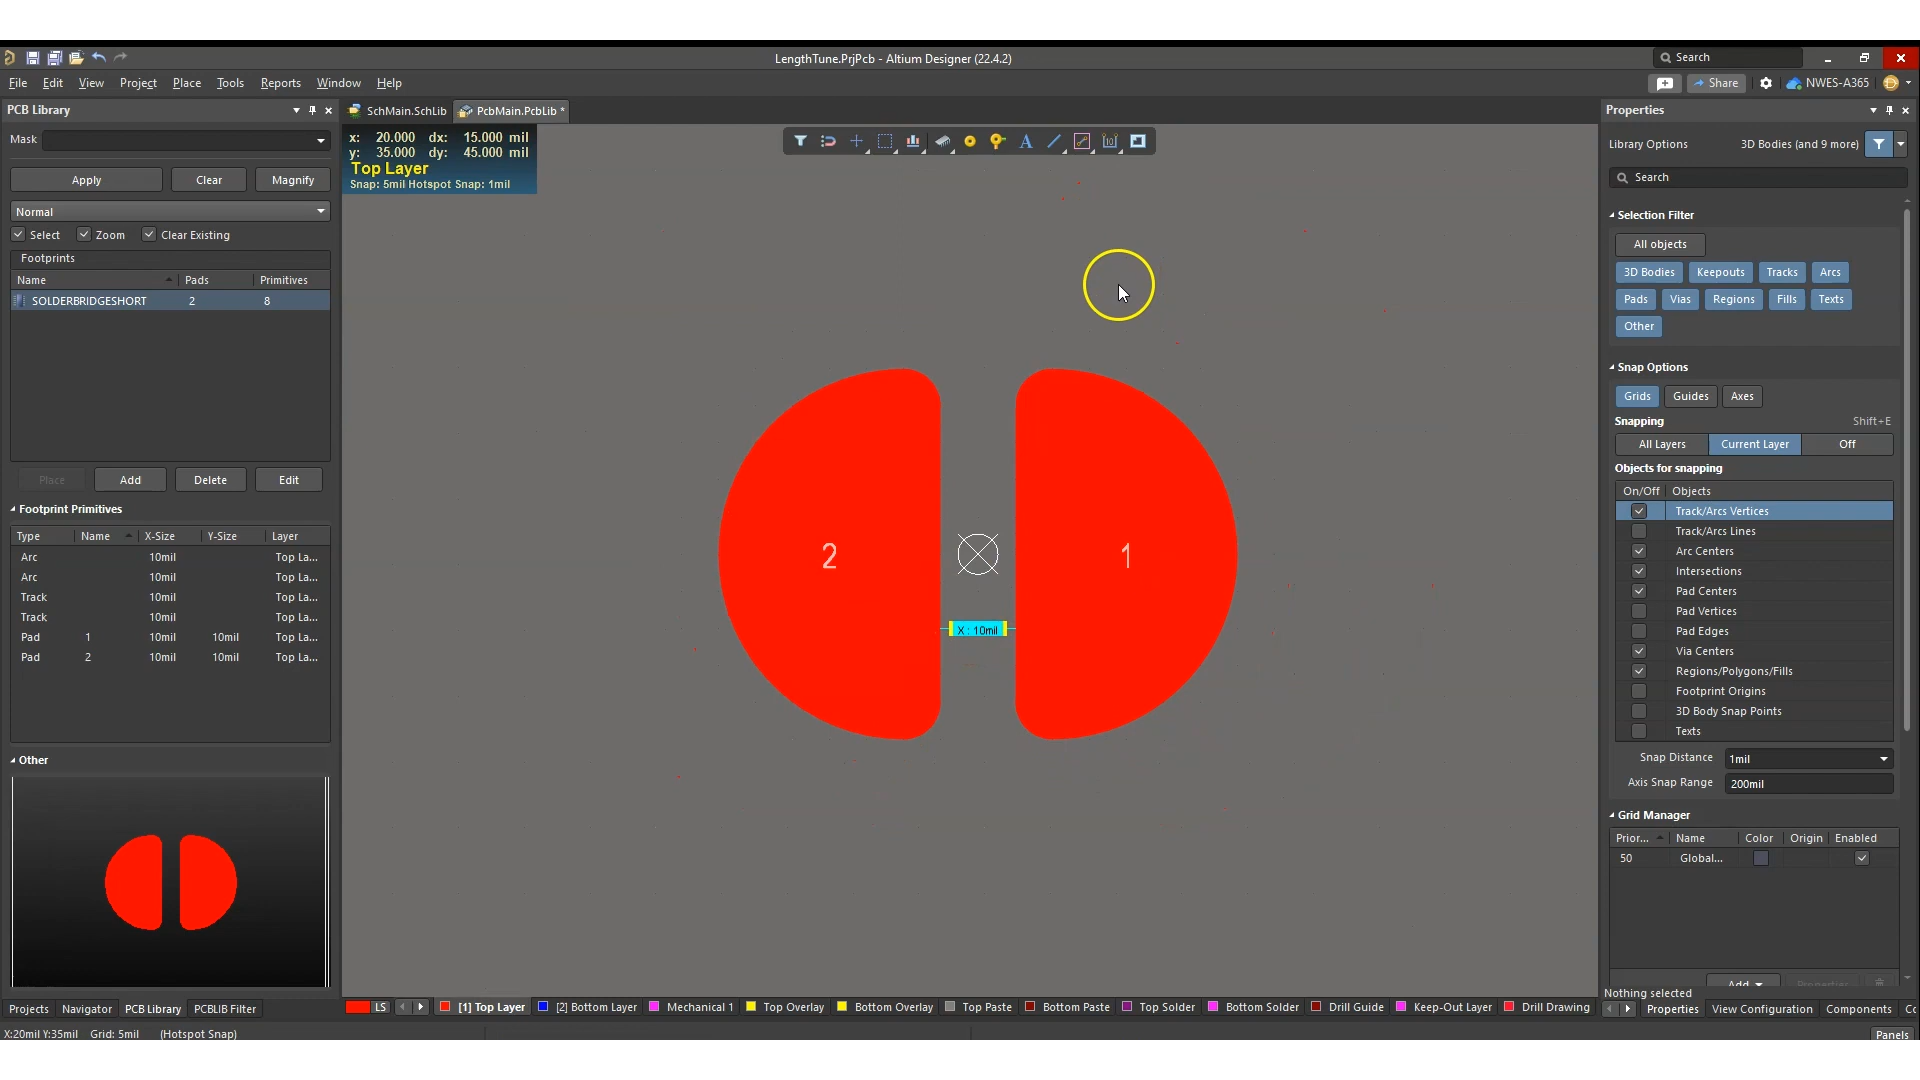 LengthTune.PrjPcb - Altium Designer (22.4.2)
Search
File Edit View Project Place Tools Reports Window Help
Share NWES-A365
PCB Library
SchMain.SchLib PcbMain.PcbLib *
Properties
Mask
x: 20.000 dx: 15.000 mil
y: 35.000 dy: 45.000 mil
Top Layer
Snap: 5mil Hotspot Snap: 1mil
Library Options 3D Bodies (and 9 more)
Search
Apply Clear Magnify
Normal
Select Zoom Clear Existing
Footprints
Name Pads Primitives
SOLDERBRIDGESHORT 2 8
Place Add Delete Edit
Footprint Primitives
Type Name X-Size Y-Size Layer
Arc 10mil Top La...
Arc 10mil Top La...
Track 10mil Top La...
Track 10mil Top La...
Pad 1 10mil 10mil Top La...
Pad 2 10mil 10mil Top La...
Other
2 1
X : 10mil
Selection Filter
All objects
3D Bodies Keepouts Tracks Arcs
Pads Vias Regions Fills Texts
Other
Snap Options
Grids Guides Axes
Snapping Shift+E
All Layers Current Layer Off
Objects for snapping
On/Off Objects
Track/Arcs Vertices
Track/Arcs Lines
Arc Centers
Intersections
Pad Centers
Pad Vertices
Pad Edges
Via Centers
Regions/Polygons/Fills
Footprint Origins
3D Body Snap Points
Texts
Snap Distance 1mil
Axis Snap Range 200mil
Grid Manager
Prior... Name Color Origin Enabled
50 Global...
Add Properties
Nothing selected
Projects Navigator PCB Library PCBLIB Filter
LS [1] Top Layer [2] Bottom Layer Mechanical 1 Top Overlay Bottom Overlay Top Paste Bottom Paste Top Solder Bottom Solder Drill Guide Keep-Out Layer Drill Drawing
Properties View Configuration Components Co
X:20mil Y:35mil Grid: 5mil (Hotspot Snap)
Panels